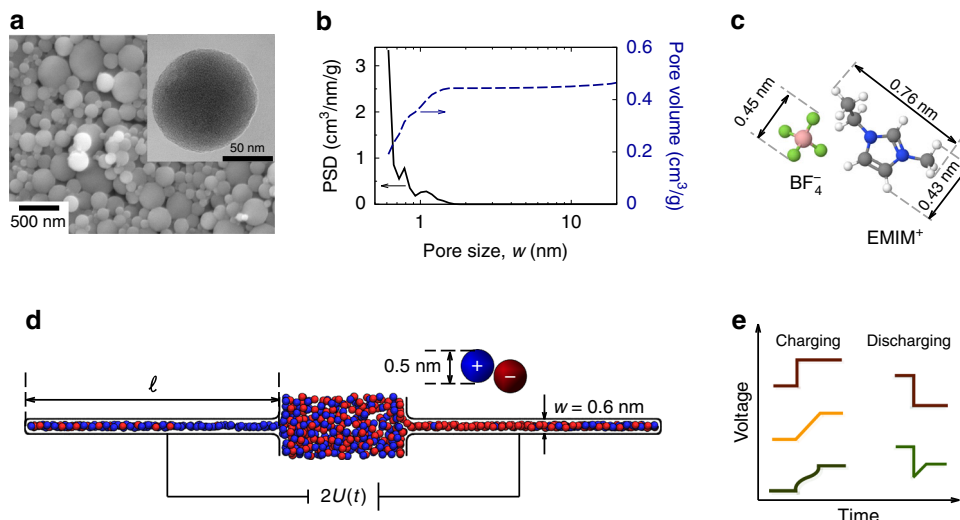 a
50 nm
500 nm
b
PSD (cm³/nm/g)
3
2
1
0
1
10
Pore size, w (nm)
0.6
0.4
0.2
0
Pore volume (cm³/g)
c
0.45 nm
0.76 nm
0.43 nm
BF₄⁻
EMIM⁺
d
ℓ
0.5 nm
+
−
w = 0.6 nm
2U(t)
e
Charging
Discharging
Voltage
Time